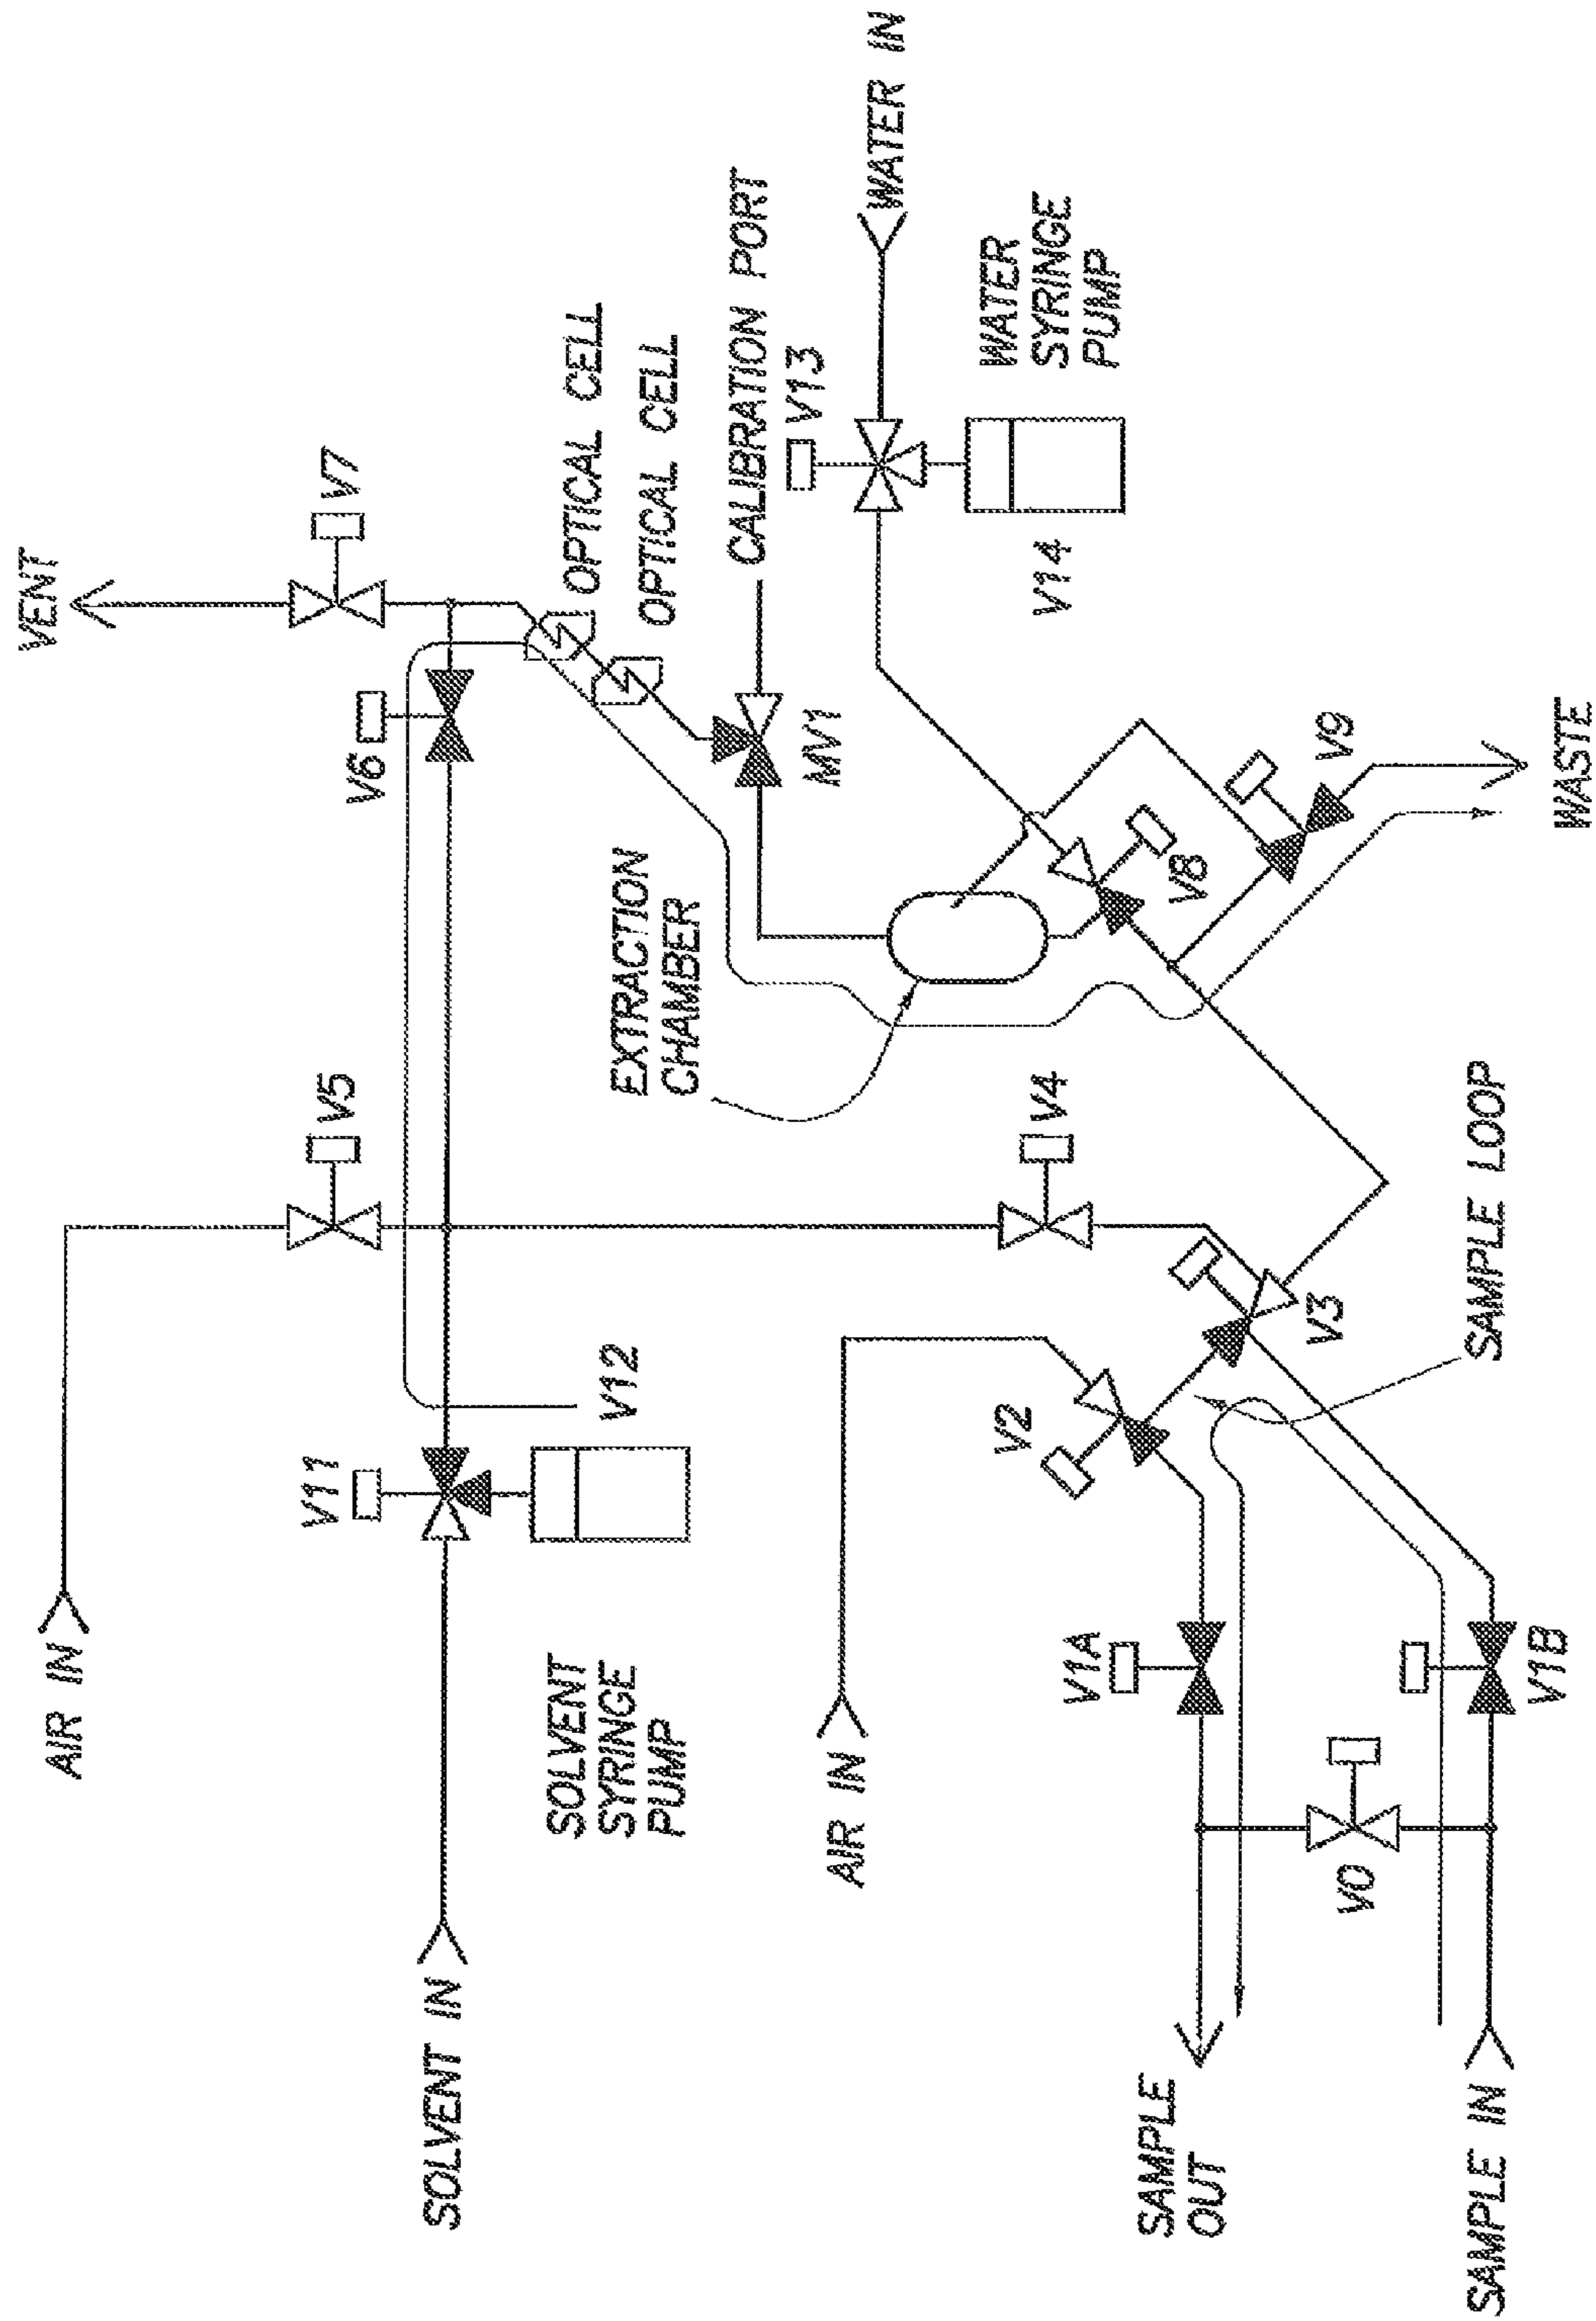 VENT
V7
V6
OPTICAL CELL
OPTICAL CELL
CALIBRATION PORT
V13
WATER IN
WATER
SYRINGE
PUMP
V14
MV1
V9
V8
WASTE
EXTRACTION
CHAMBER
V5
V4
AIR IN
V11
V12
SOLVENT
SYRINGE
PUMP
SOLVENT IN
AIR IN
V2
V3
SAMPLE LOOP
V1A
V1B
V0
SAMPLE
OUT
SAMPLE IN